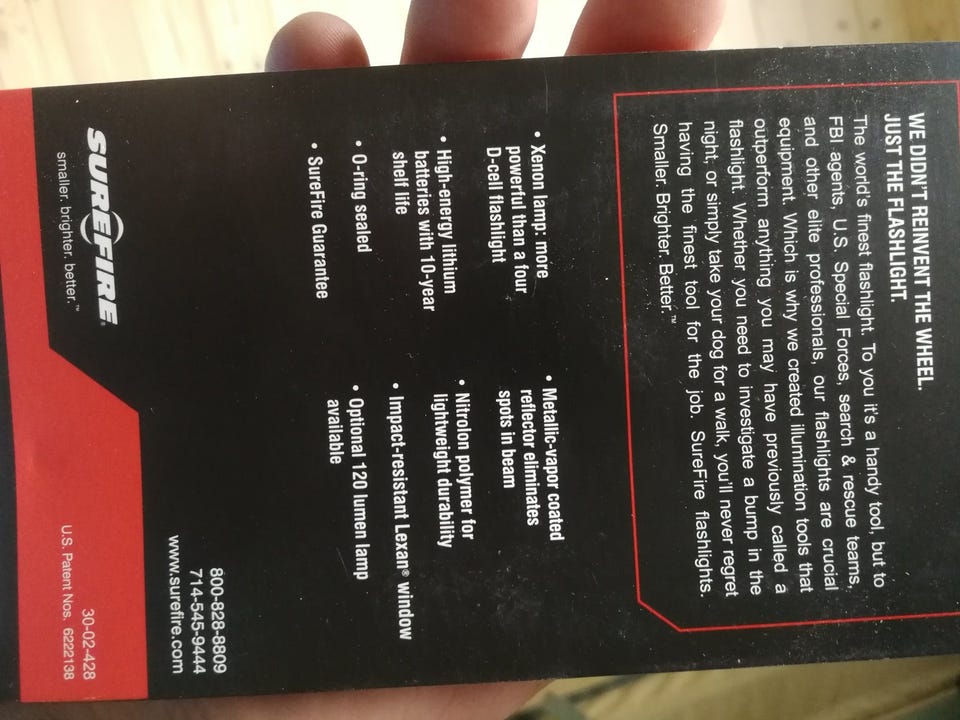 WE DIDN'T REINVENT THE WHEEL.
JUST THE FLASHLIGHT.
The world's finest flashlight. To you it's a handy tool, but to
FBI agents, U.S. Special Forces, search & rescue teams,
and other elite professionals, our flashlights are crucial
equipment. Which is why we created illumination tools that
outperform anything you may have previously called a
flashlight. Whether you need to investigate a bump in the
night, or simply take your dog for a walk, you'll never regret
having the finest tool for the job. SureFire flashlights.
Smaller. Brighter. Better.™
• Xenon lamp: more
powerful than a four
D-cell flashlight
• High-energy lithium
batteries with 10-year
shelf life
• O-ring sealed
• SureFire Guarantee
• Metallic-vapor coated
reflector eliminates
spots in beam
• Nitrolon polymer for
lightweight durability
• Impact-resistant Lexan® window
• Optional 120 lumen lamp
available
800-828-8809
714-545-9444
www.surefire.com
SUREFIRE®
smaller. brighter. better.™
30-02-428
U.S. Patent Nos. 6222138